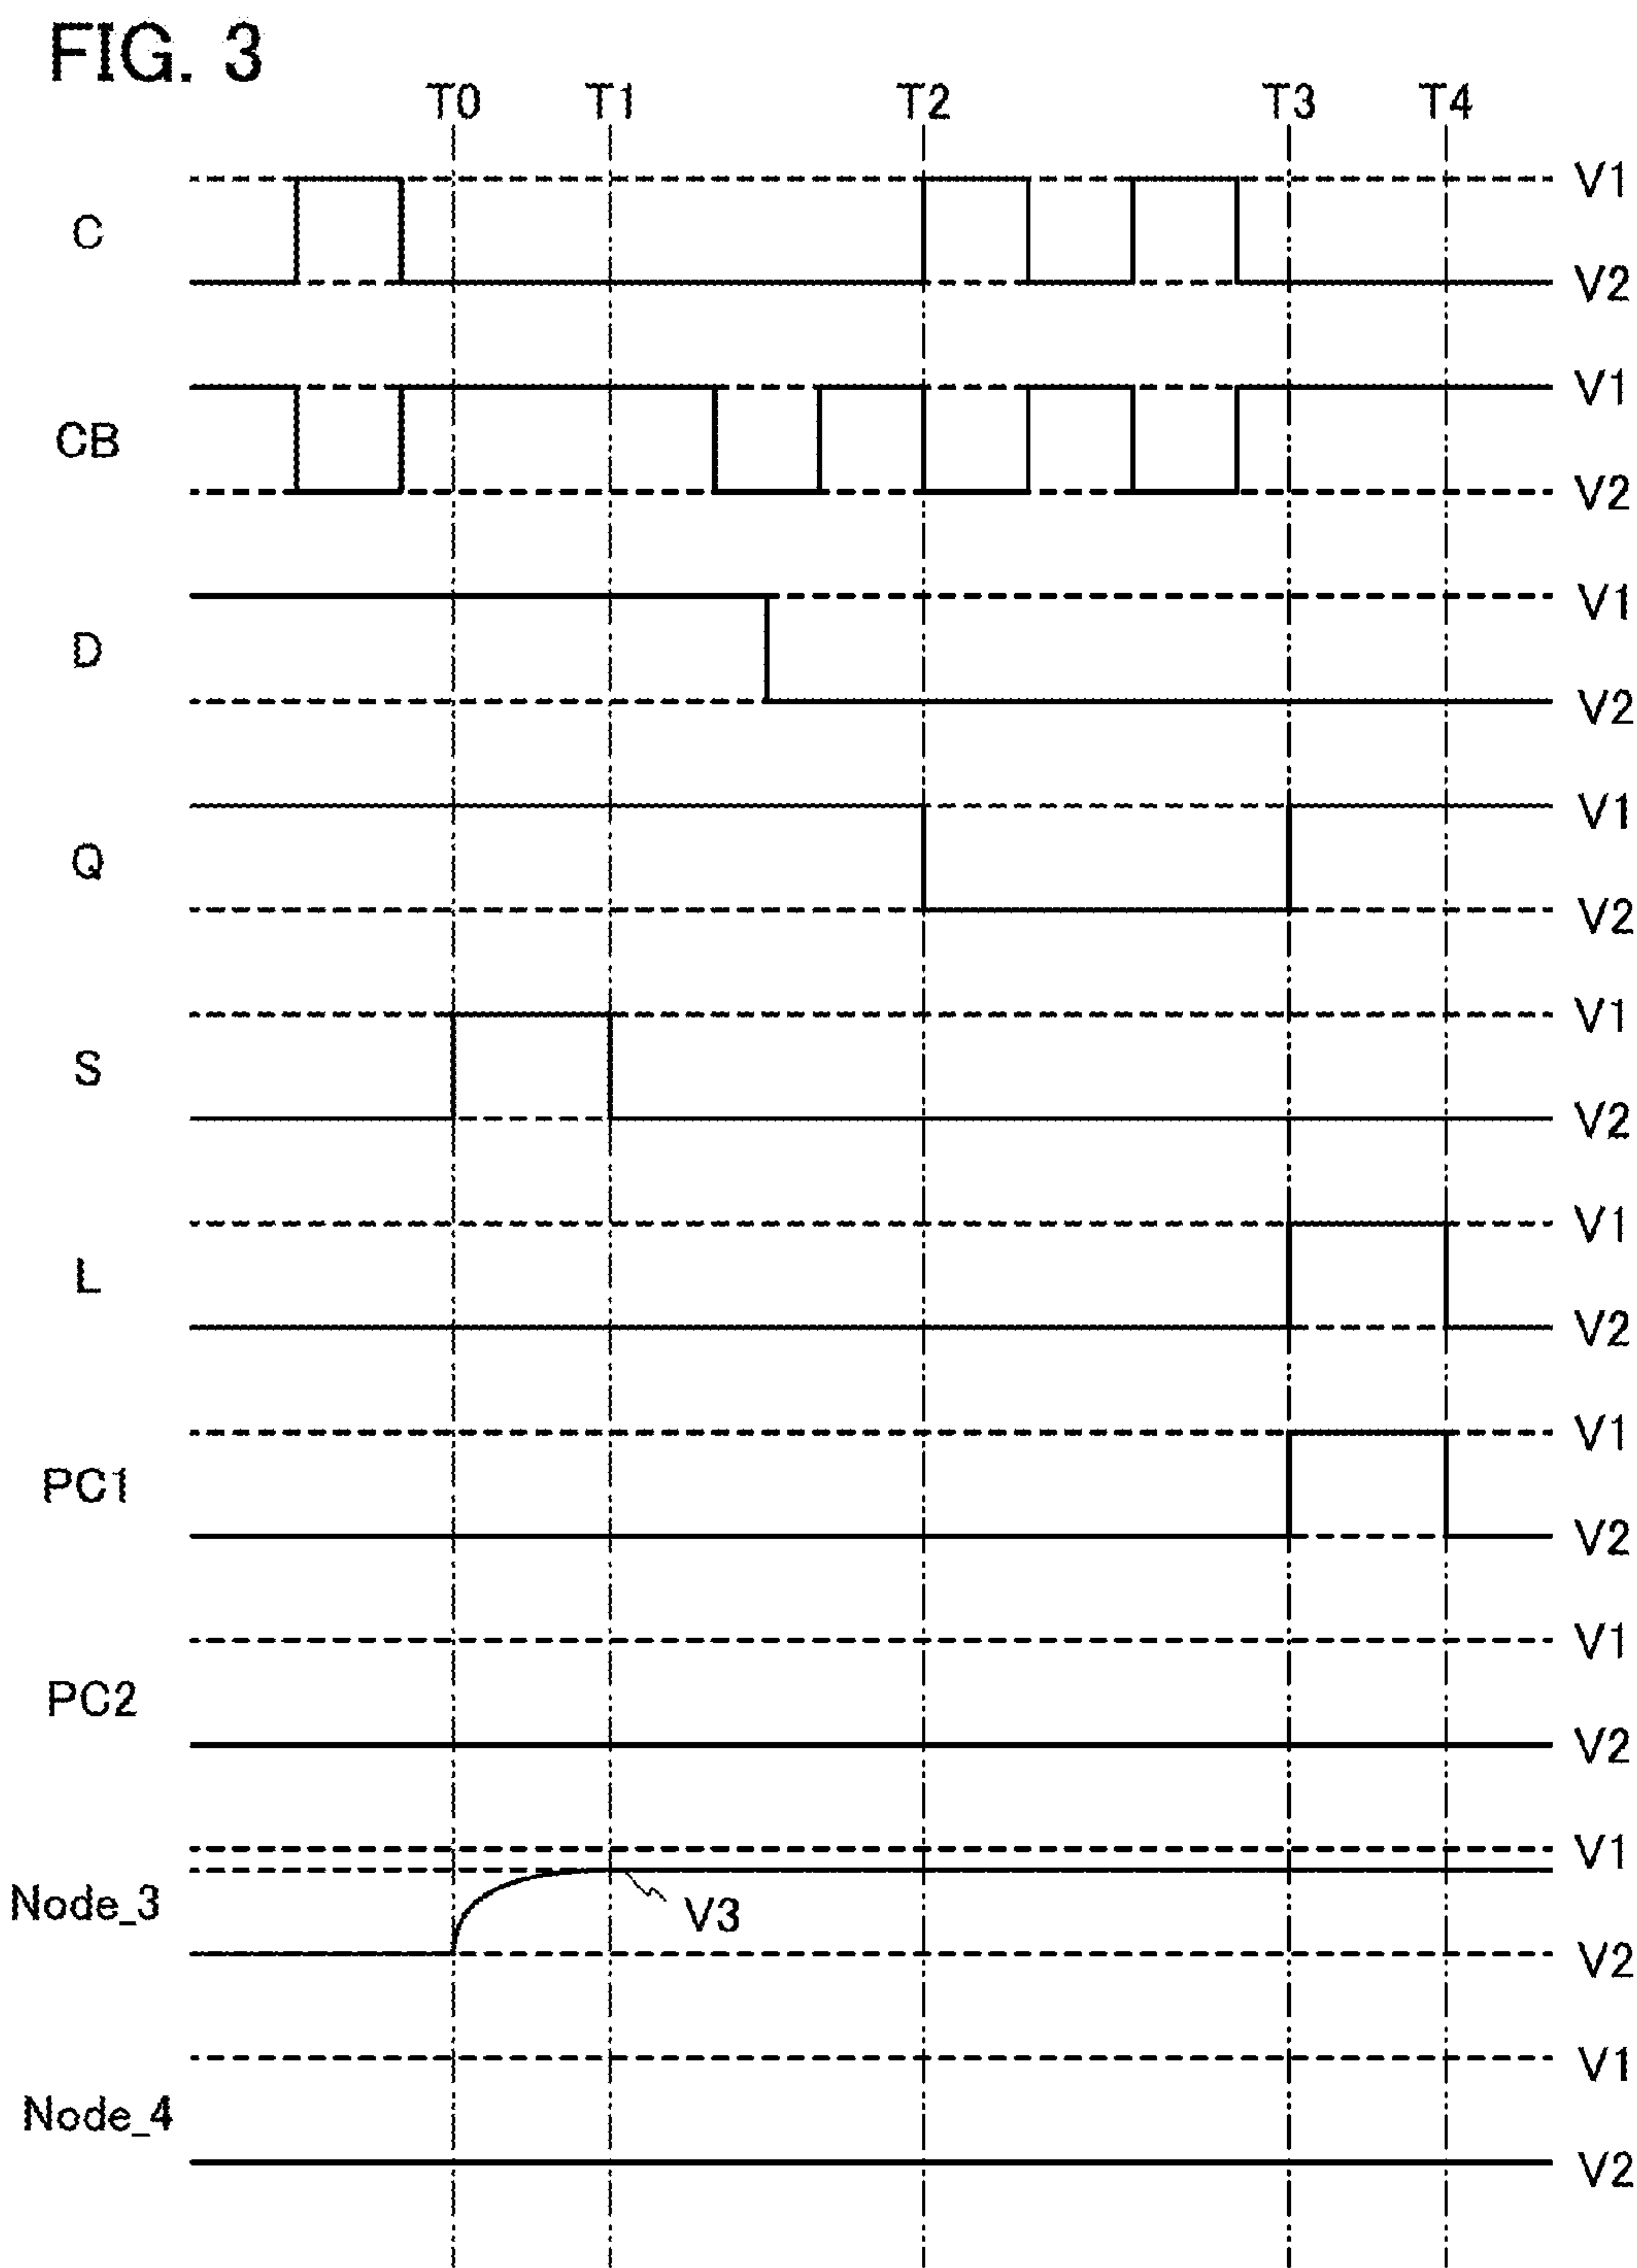 FIG. 3
T0 T1 T2 T3 T4
V1
C
V2
V1
CB
V2
V1
D
V2
V1
Q
V2
V1
S
V2
V1
L
V2
V1
PC1
V2
V1
PC2
V2
V1
Node_3
V3
V2
V1
Node_4
V2